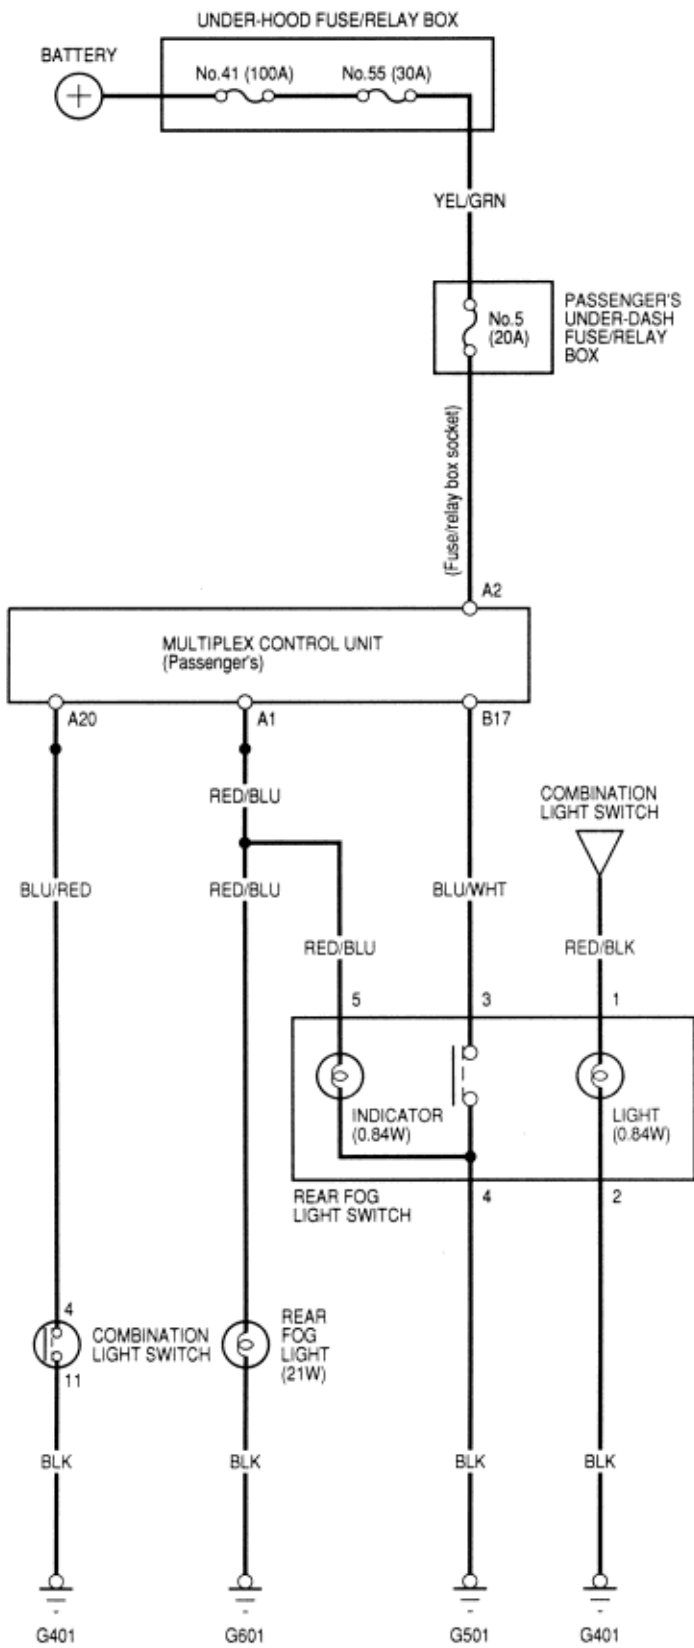 UNDER-HOOD FUSE/RELAY BOX
BATTERY
No.41 (100A) No.55 (30A)
YEL/GRN
No.5
(20A)
PASSENGER'S
UNDER-DASH
FUSE/RELAY
BOX
(Fuse/relay box socket)
A2
MULTIPLEX CONTROL UNIT
(Passenger's)
A20 A1 B17
RED/BLU
COMBINATION
LIGHT SWITCH
BLU/RED RED/BLU BLU/WHT
RED/BLU RED/BLK
5 3 1
INDICATOR
(0.84W)
LIGHT
(0.84W)
REAR FOG
LIGHT SWITCH
4 2
4
COMBINATION
LIGHT SWITCH
11
REAR
FOG
LIGHT
(21W)
BLK BLK BLK BLK
G401 G601 G501 G401